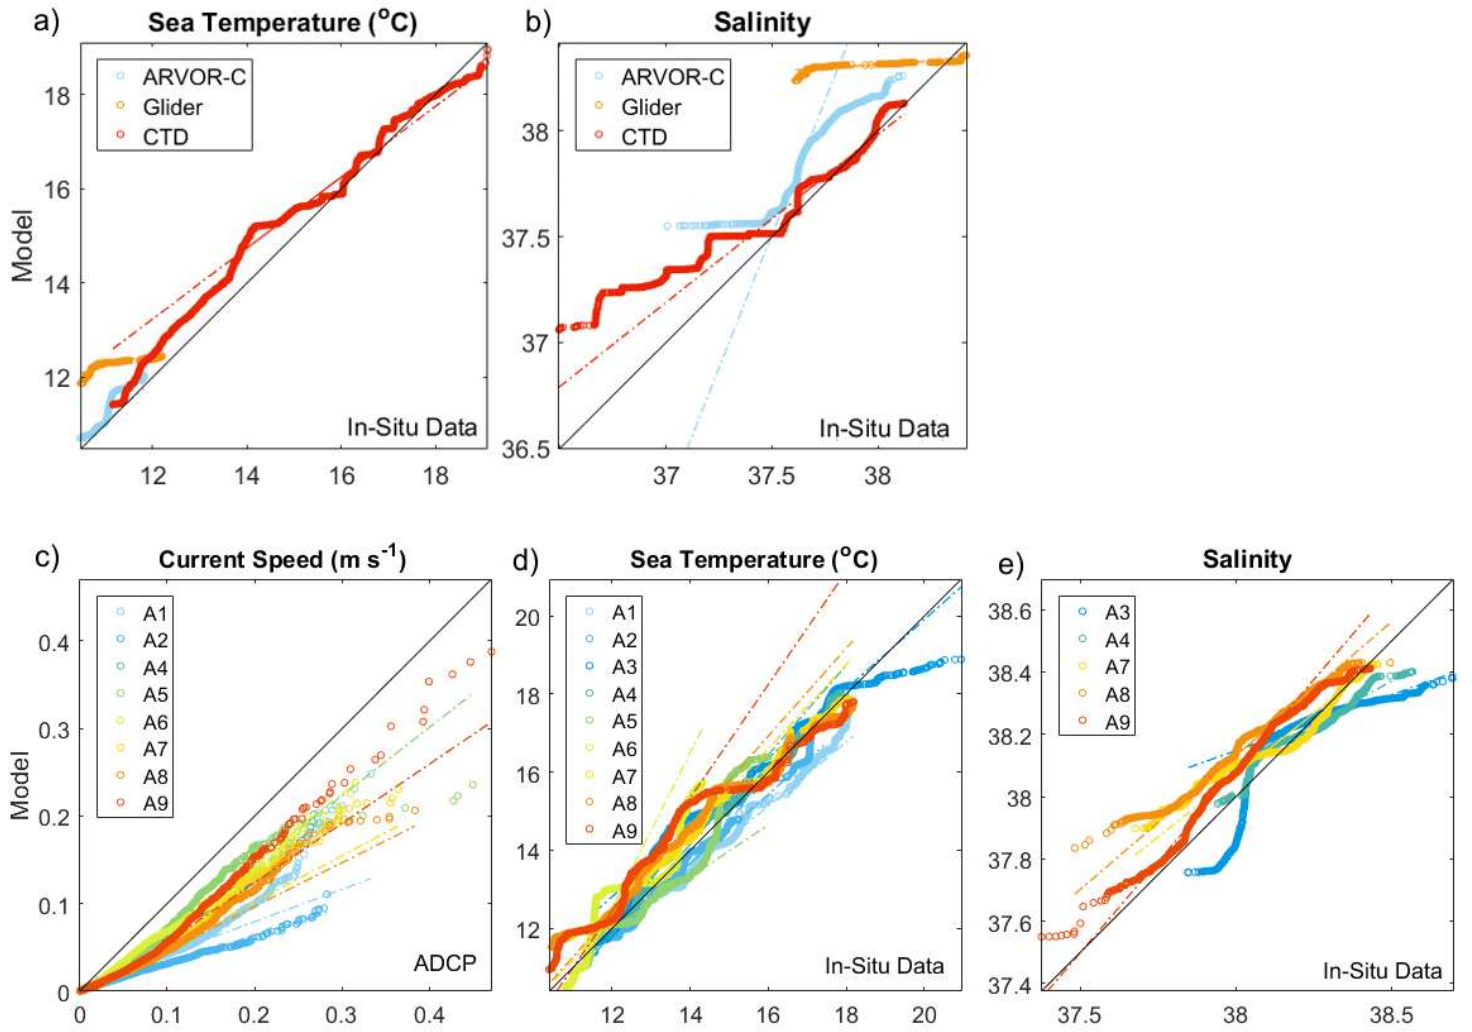 a) Sea Temperature (°C)
ARVOR-C
Glider
CTD
18
16
14
12
Model
In-Situ Data
12 14 16 18
b) Salinity
ARVOR-C
Glider
CTD
38
37.5
37
36.5
In-Situ Data
37 37.5 38
c) Current Speed (m s⁻¹)
A1
A2
A4
A5
A6
A7
A8
A9
0.4
0.3
0.2
0.1
0
Model
ADCP
0 0.1 0.2 0.3 0.4
d) Sea Temperature (°C)
A1
A2
A3
A4
A5
A6
A7
A8
A9
20
18
16
14
12
In-Situ Data
12 14 16 18 20
e) Salinity
A3
A4
A7
A8
A9
38.6
38.4
38.2
38
37.8
37.6
37.4
In-Situ Data
37.5 38 38.5